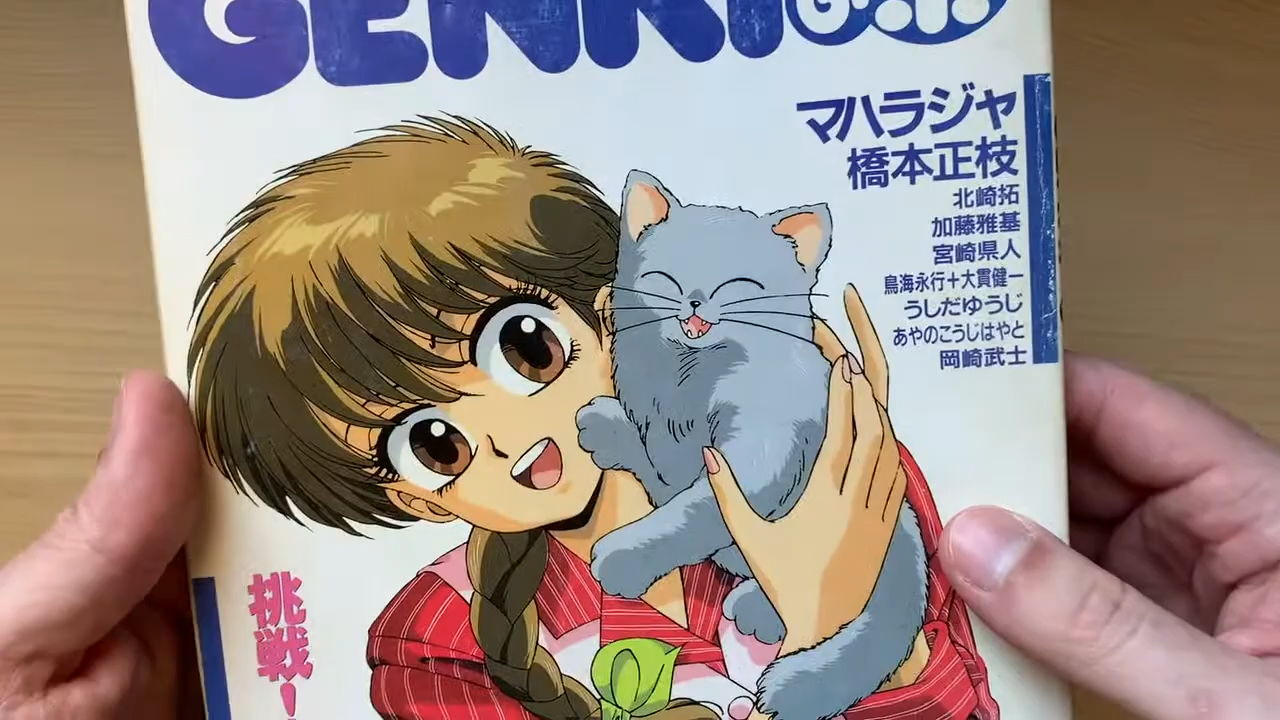 GENKi
マハラジャ
橋本正枝
北崎拓
加藤雅基
宮崎県人
鳥海永行+大貫健一
うしだゆうじ
あやのこうじはやと
岡崎武士
挑戦!